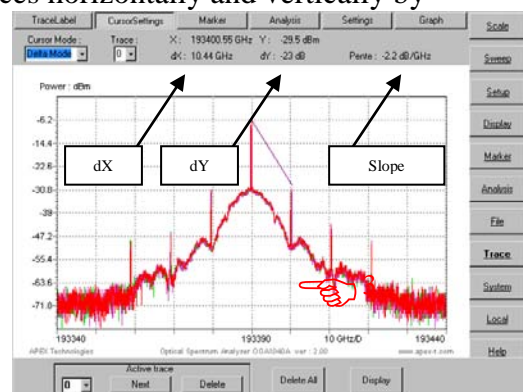 ces horizontally and vertically by
TraceLabel CursorSettings Marker Analysis Settings Graph
Cursor Mode : Trace : X : 193400.55 GHz Y : -29.5 dBm
Delta Mode 0 dX : 10.44 GHz dY : -23 dB Pente : -2.2 dB/GHz
Power : dBm
-6.2
-14.4
-22.6
-30.8
-39
-47.2
-55.4
-63.6
-71.8
dX dY Slope
193340 193390 10 GHz/D 193440
APEX Technologies Optical Spectrum Analyzer O.S.A1040A ver : 2.00 www.apex-t.com
Active trace
0 Next Delete Delete All Display
Scale
Sweep
Setup
Display
Marker
Analysis
File
Trace
System
Local
Help